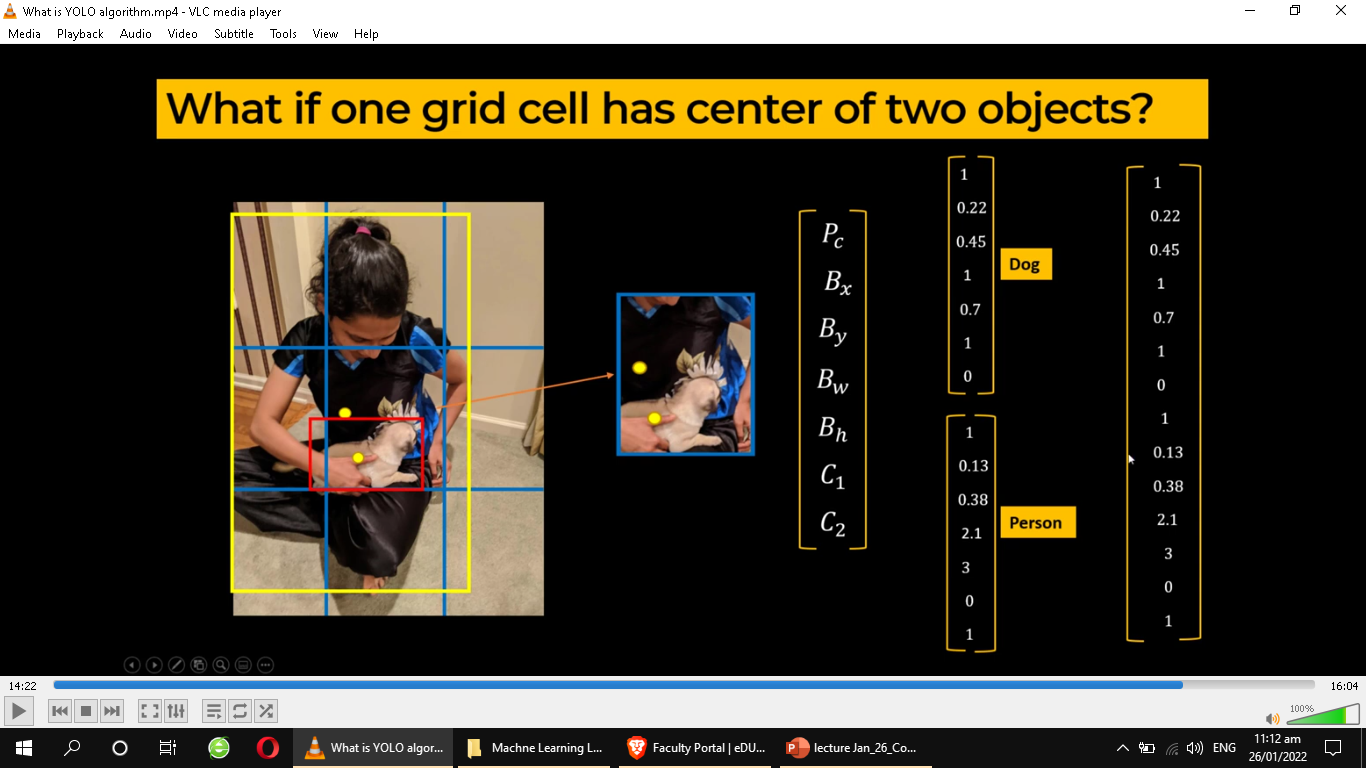 What is YOLO algorithm.mp4 - VLC media player
Media Playback Audio Video Subtitle Tools View Help
What if one grid cell has center of two objects?
P_c
B_x
B_y
B_w
B_h
C_1
C_2
1
0.22
0.45
1
0.7
1
0
Dog
1
0.13
0.38
2.1
3
0
1
Person
1
0.22
0.45
1
0.7
1
0
1
0.13
0.38
2.1
3
0
1
14:22
16:04
100%
What is YOLO algor...
Machne Learning L...
Faculty Portal | eDU...
lecture Jan_26_Co...
ENG
11:12 am
26/01/2022